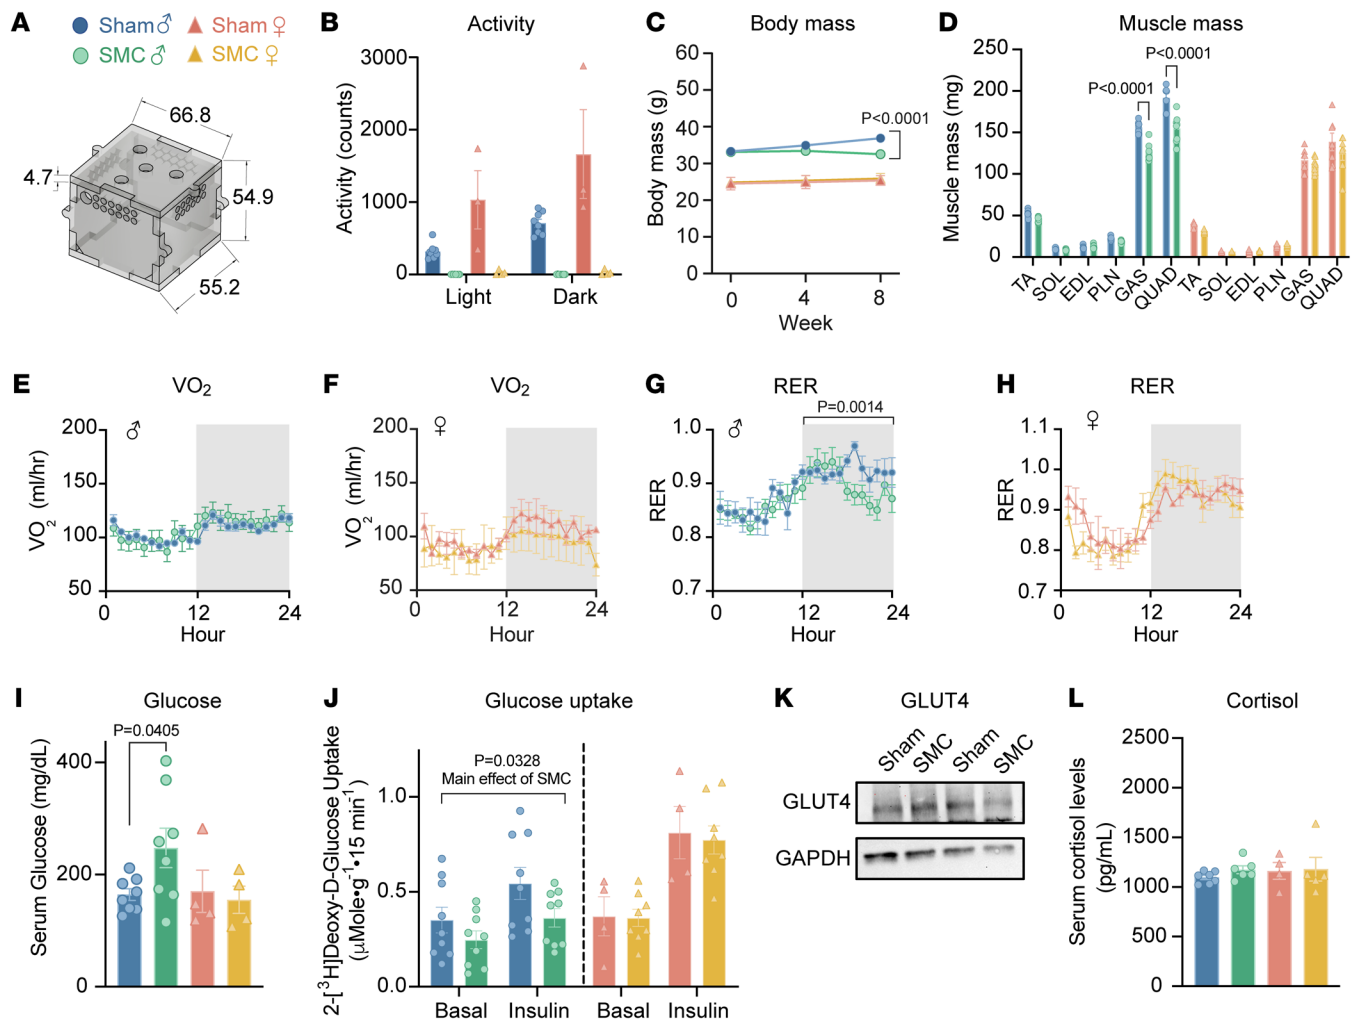 A
Sham♂ Sham♀
SMC♂ SMC♀
66.8
4.7
54.9
55.2
B
Activity
Activity (counts)
3000
2000
1000
0
Light Dark
C
Body mass
Body mass (g)
60
50
40
30
20
10
0
P<0.0001
0 4 8
Week
D
Muscle mass
Muscle mass (mg)
250
200
150
100
50
0
P<0.0001
P<0.0001
TA SOL EDL PLN GAS QUAD TA SOL EDL PLN GAS QUAD
E
VO2
♂
VO2 (ml/hr)
200
150
100
50
0 12 24
Hour
F
VO2
♀
VO2 (ml/hr)
200
150
100
50
0 12 24
Hour
G
RER
P=0.0014
♂
RER
1.0
0.9
0.8
0.7
0 12 24
Hour
H
RER
♀
RER
1.1
1.0
0.9
0.8
0.7
0 12 24
Hour
I
Glucose
P=0.0405
Serum Glucose (mg/dL)
400
200
0
J
Glucose uptake
2-[3H]Deoxy-D-Glucose Uptake
(μMole•g-1•15 min-1)
P=0.0328
Main effect of SMC
1.0
0.5
0.0
Basal Insulin Basal Insulin
K
GLUT4
Sham SMC Sham SMC
GLUT4
GAPDH
L
Cortisol
Serum cortisol levels
(pg/mL)
2500
2000
1500
1000
500
0